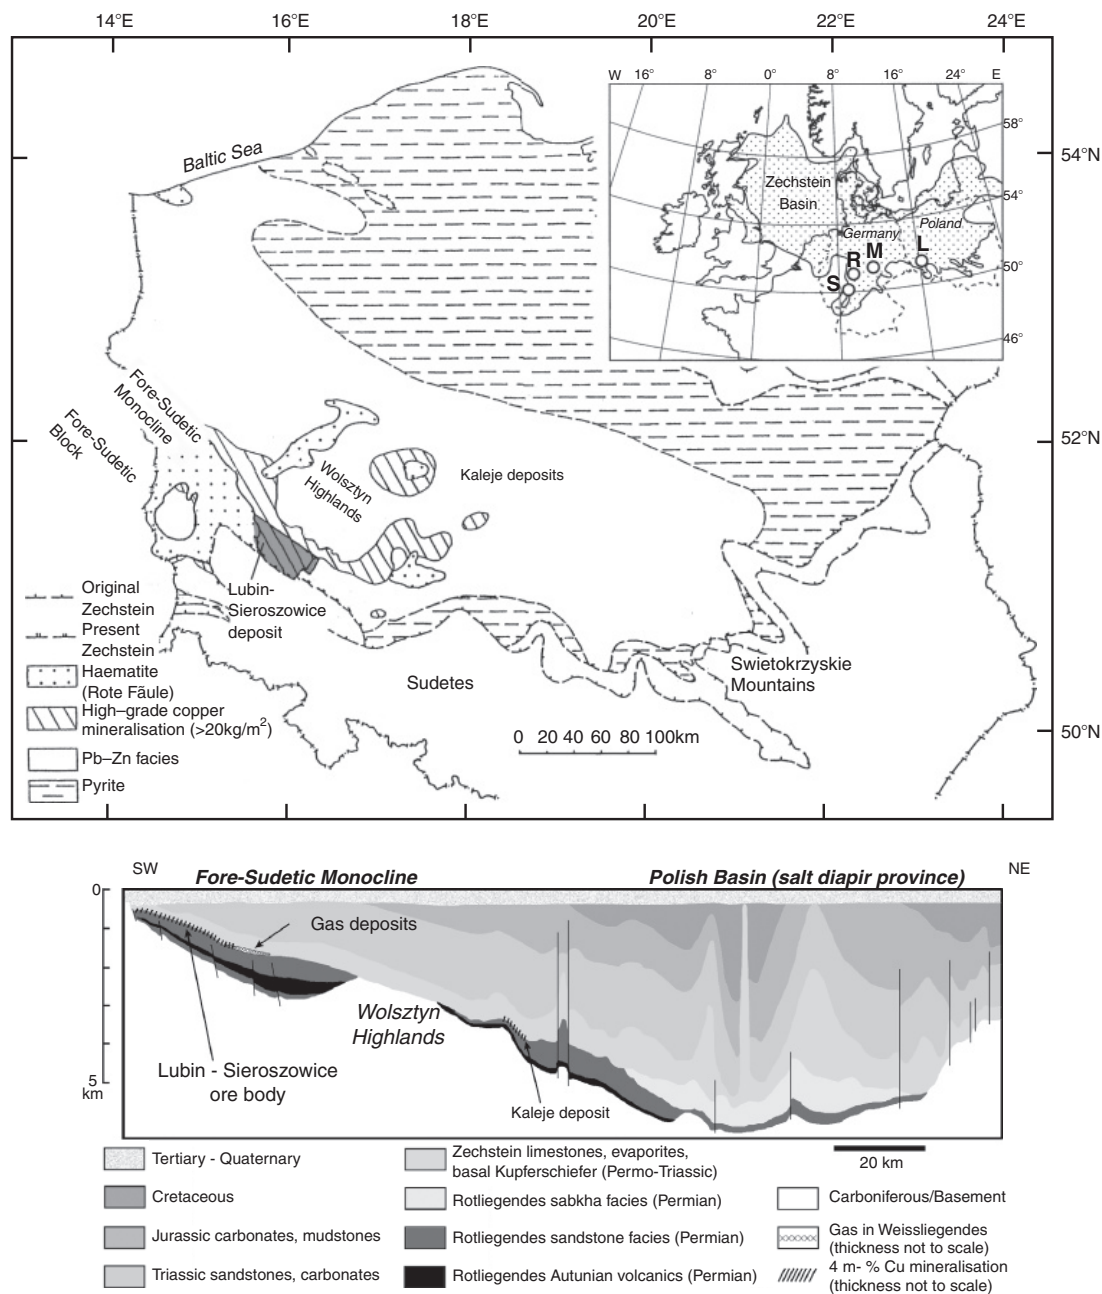 14°E 16°E 18°E 20°E 22°E 24°E
W 16° 8° 0° 8° 16° 24° E
58°
54°
50°
46°
Zechstein
Basin
Germany
Poland
S R M L
54°N
52°N
50°N
Baltic Sea
Fore-Sudetic
Monocline
Fore-Sudetic
Block
Wolsztyn
Highlands
Kaleje deposits
Lubin-
Sieroszowice
deposit
Sudetes
Swietokrzyskie
Mountains
0 20 40 60 80 100km
Original
Zechstein
Present
Zechstein
Haematite
(Rote Fãule)
High–grade copper
mineralisation (>20kg/m²)
Pb–Zn facies
Pyrite
SW
Fore-Sudetic Monocline
Polish Basin (salt diapir province)
NE
0
5
km
Gas deposits
Wolsztyn
Highlands
Lubin - Sieroszowice
ore body
Kaleje deposit
20 km
Tertiary - Quaternary
Cretaceous
Jurassic carbonates, mudstones
Triassic sandstones, carbonates
Zechstein limestones, evaporites,
basal Kupferschiefer (Permo-Triassic)
Rotliegendes sabkha facies (Permian)
Rotliegendes sandstone facies (Permian)
Rotliegendes Autunian volcanics (Permian)
Carboniferous/Basement
Gas in Weissliegendes
(thickness not to scale)
4 m- % Cu mineralisation
(thickness not to scale)